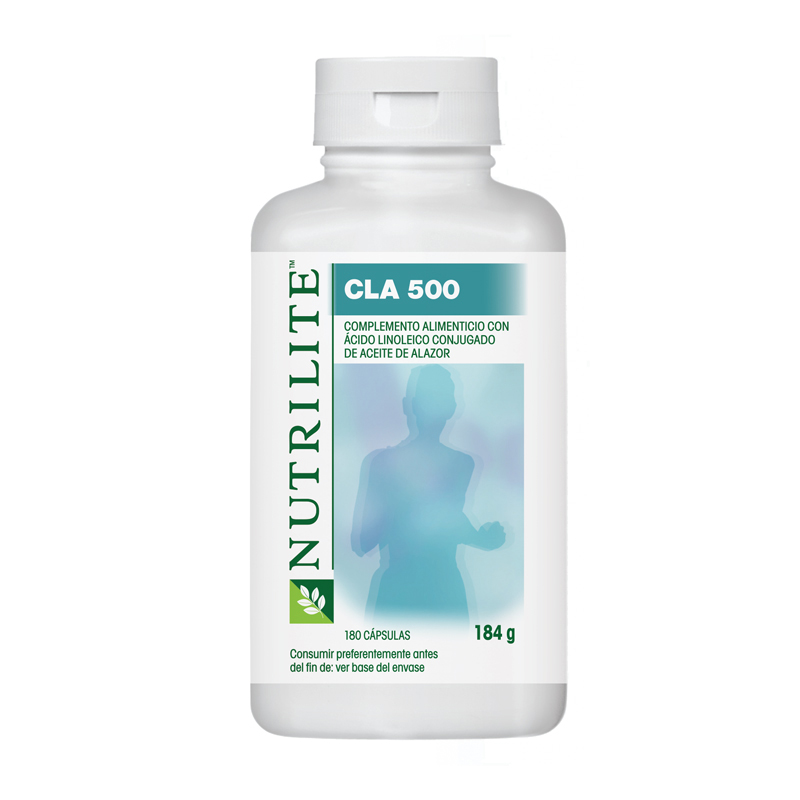 NUTRILITE™
CLA 500
COMPLEMENTO ALIMENTICIO CON
ÁCIDO LINOLEICO CONJUGADO
DE ACEITE DE ALAZOR
180 CÁPSULAS
184 g
Consumir preferentemente antes
del fin de: ver base del envase